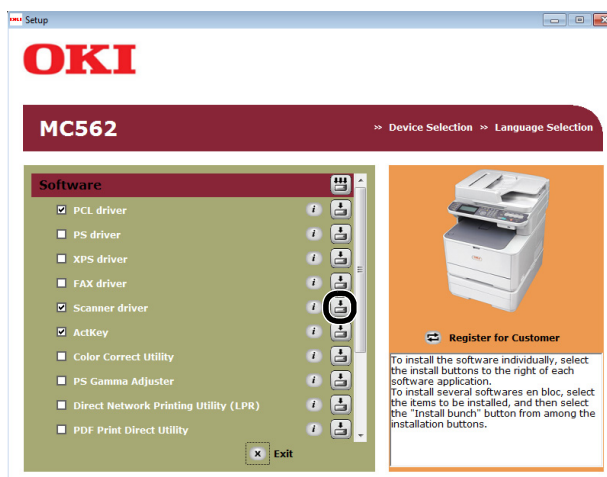 Setup
OKI
MC562
» Device Selection » Language Selection
Software
PCL driver
PS driver
XPS driver
FAX driver
Scanner driver
ActKey
Color Correct Utility
PS Gamma Adjuster
Direct Network Printing Utility (LPR)
PDF Print Direct Utility
Exit
Register for Customer
To install the software individually, select
the install buttons to the right of each
software application.
To install several softwares en bloc, select
the items to be installed, and then select
the "Install bunch" button from among the
installation buttons.